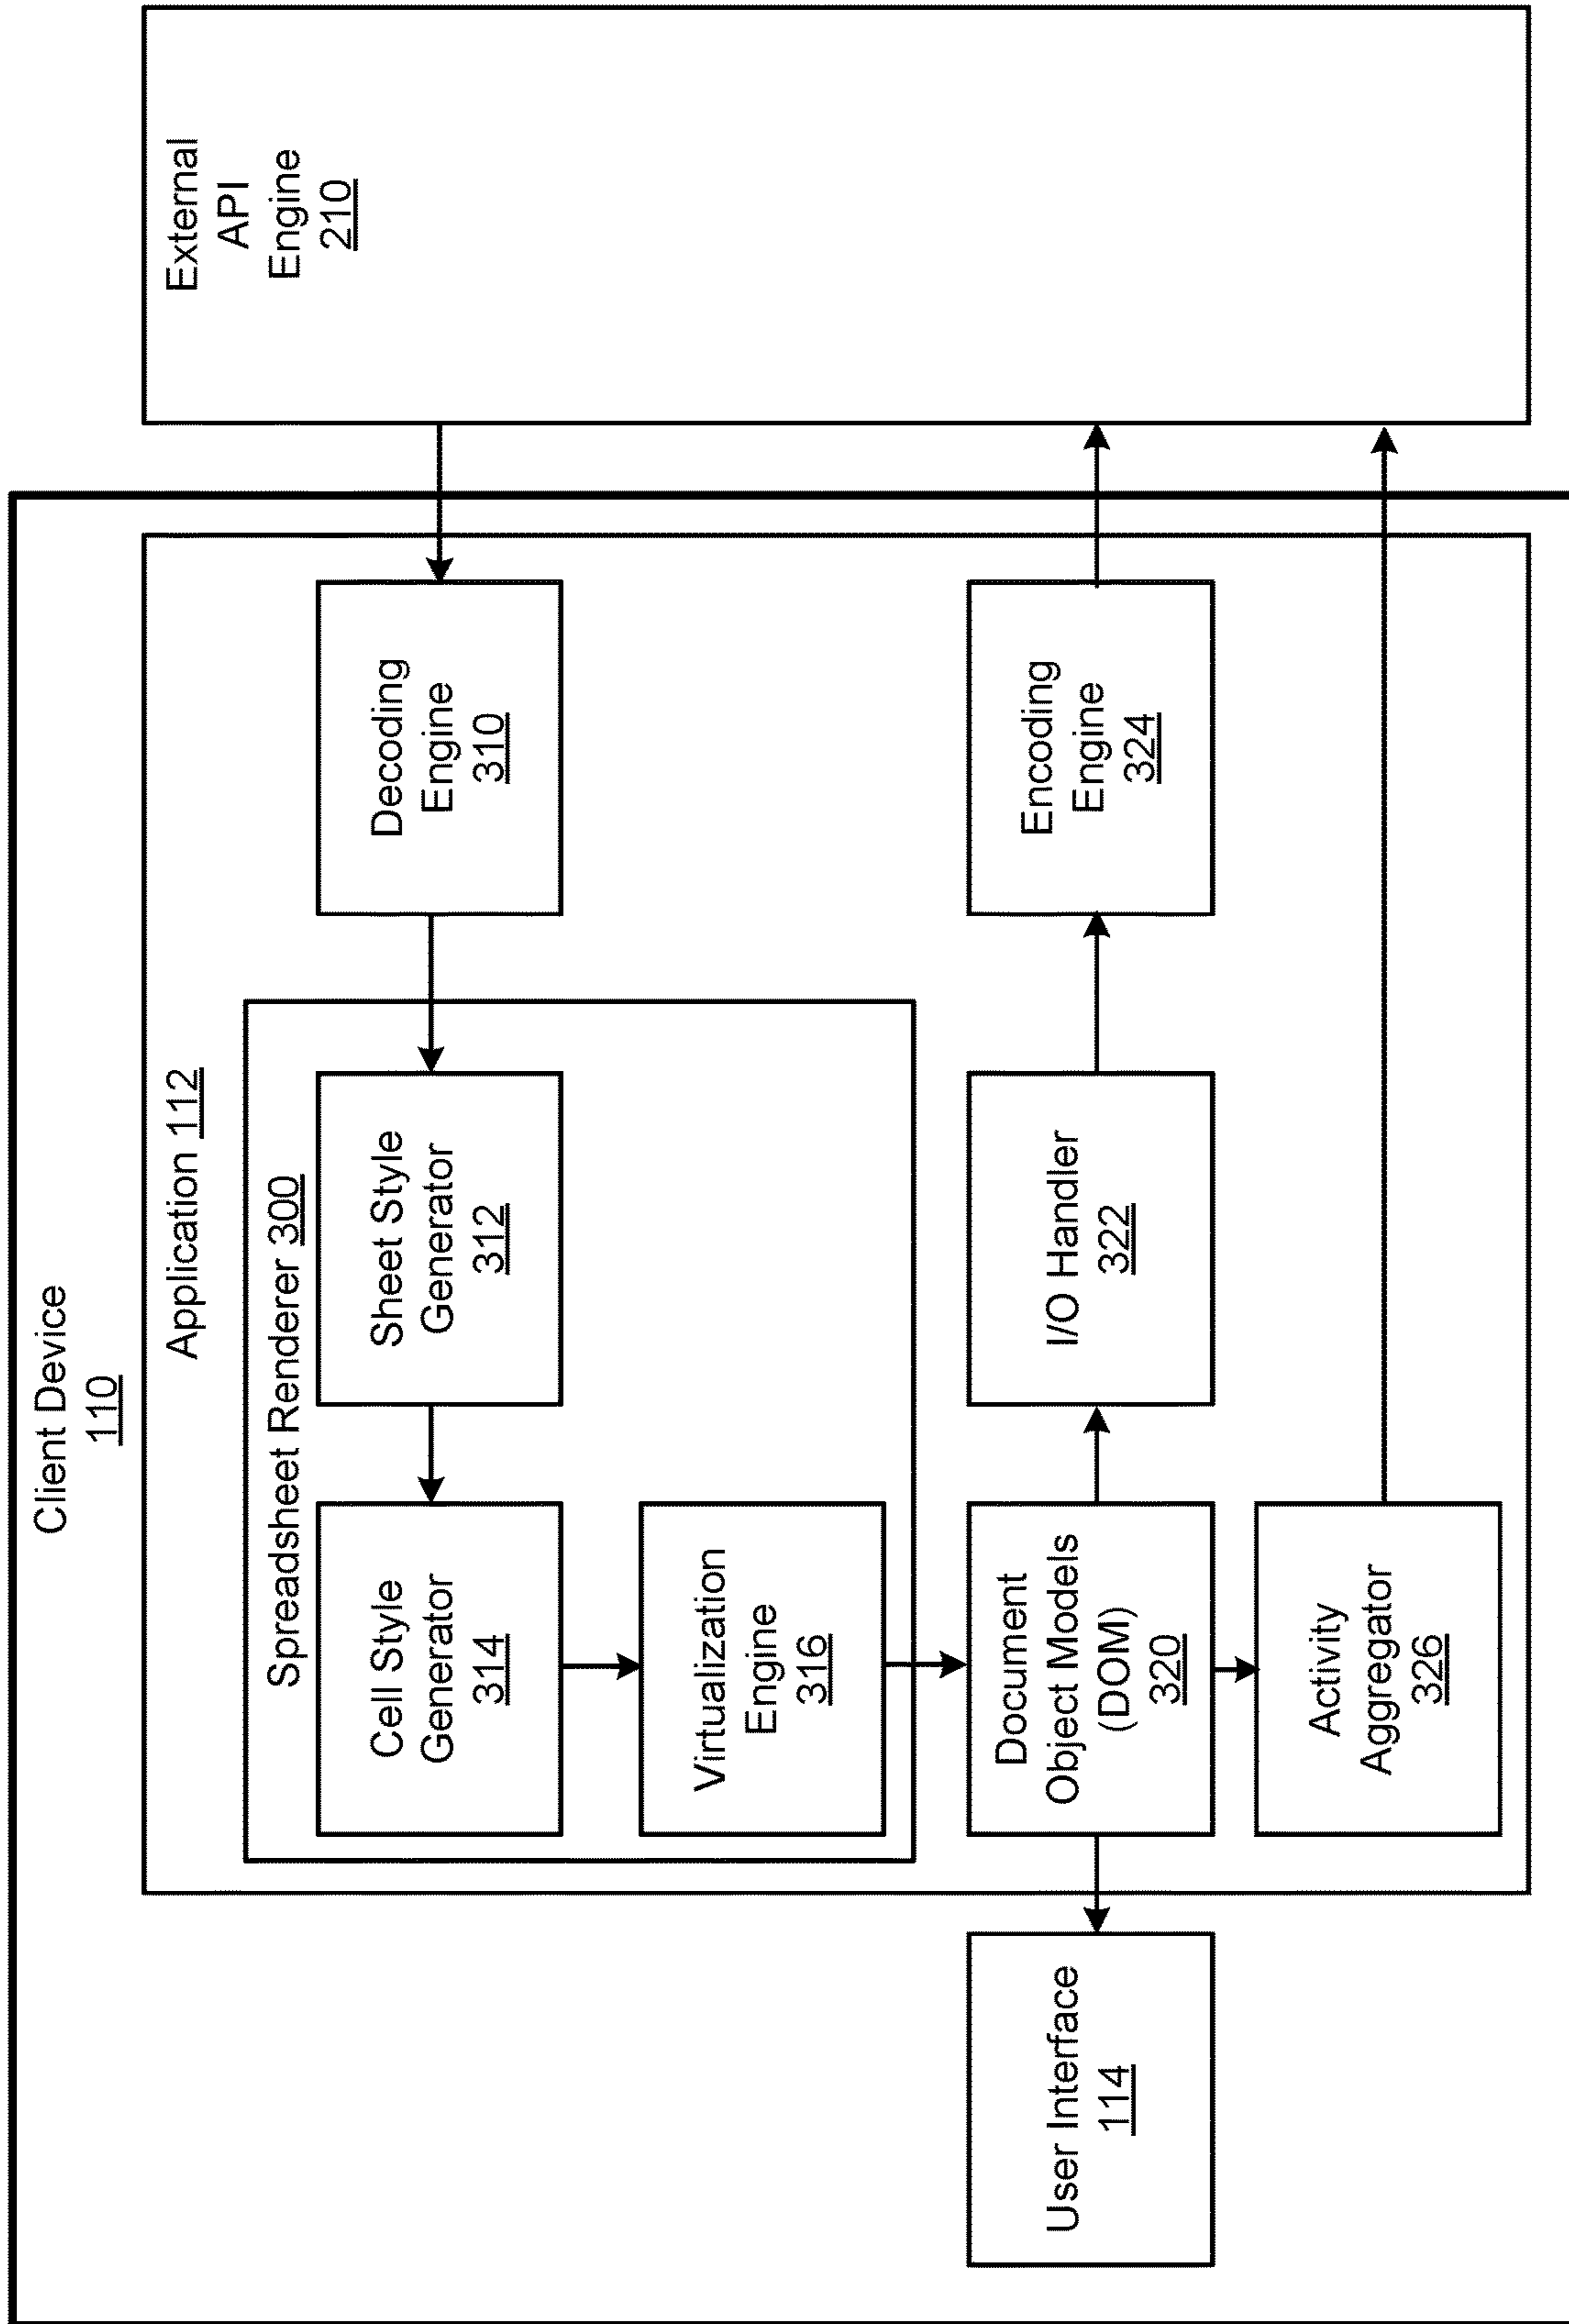 Client Device
110
Application 112
Spreadsheet Renderer 300
Cell Style
Generator
314
Sheet Style
Generator
312
Decoding
Engine
310
Virtualization
Engine
316
User Interface
114
Document
Object Models
(DOM)
320
I/O Handler
322
Encoding
Engine
324
Activity
Aggregator
326
External
API
Engine
210